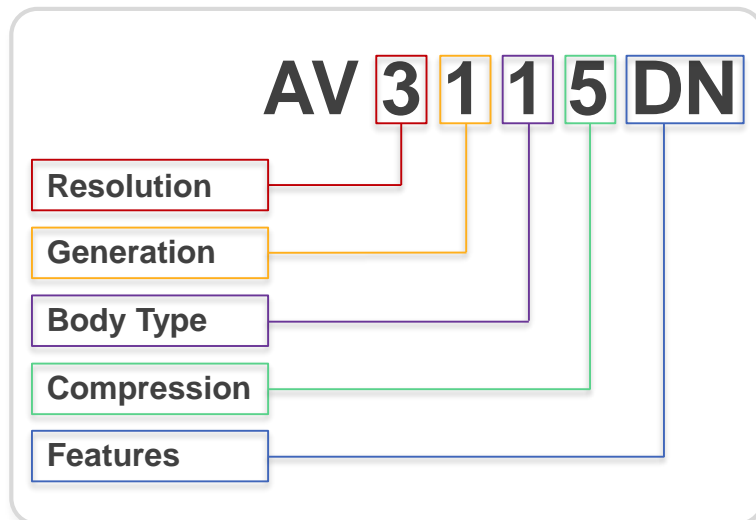 AV 3 1 1 5 DN
Resolution
Generation
Body Type
Compression
Features